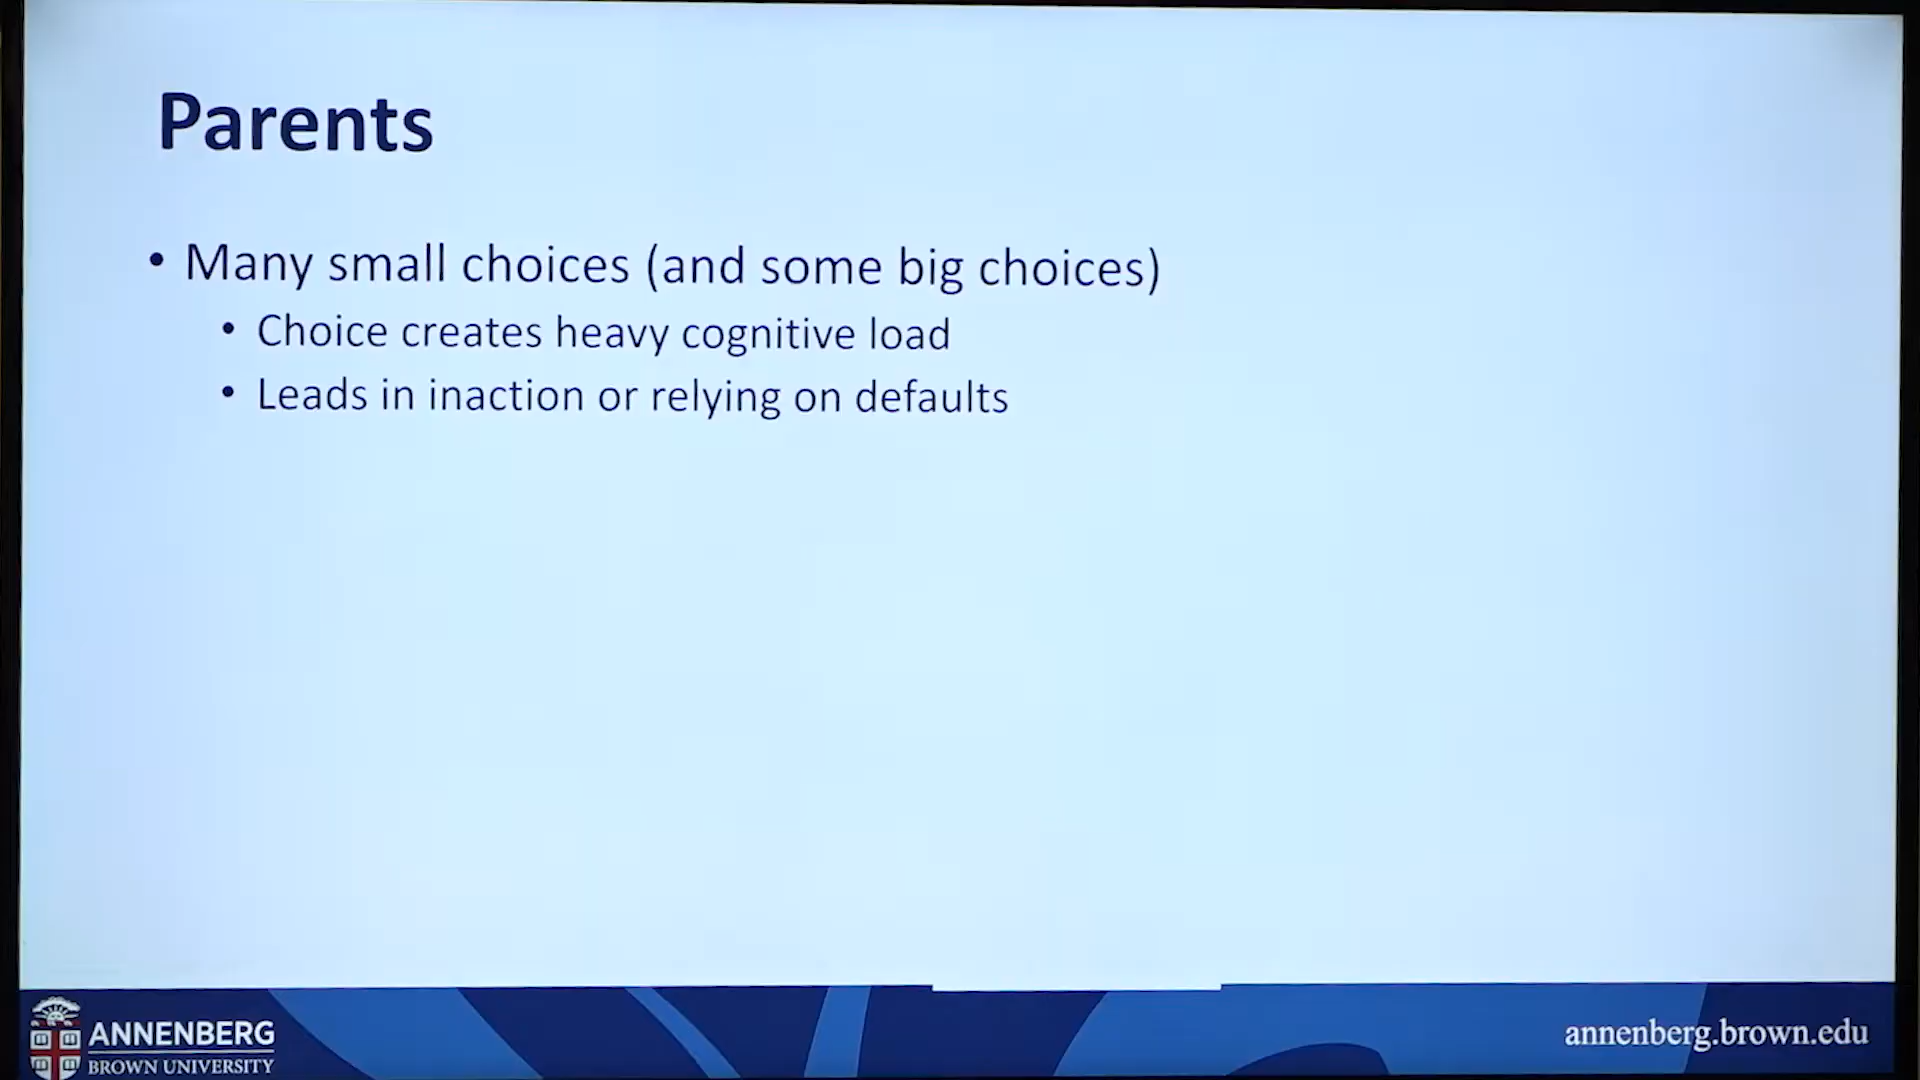 Parents
• Many small choices (and some big choices)
• Choice creates heavy cognitive load
• Leads in inaction or relying on defaults
ANNENBERG
BROWN UNIVERSITY
annenberg.brown.edu